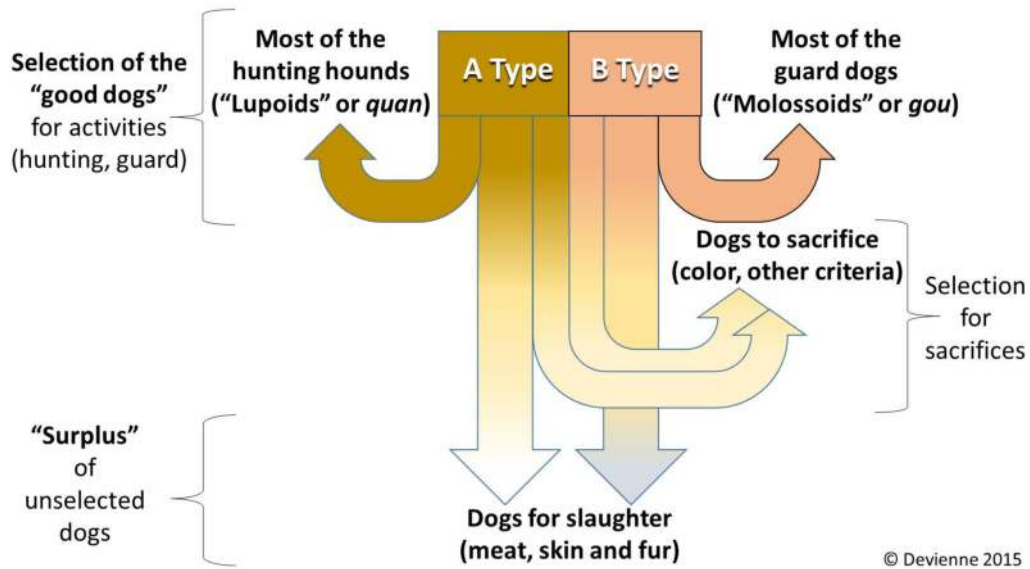 Selection of the
“good dogs”
for activities
(hunting, guard)
Most of the
hunting hounds
(“Lupoids” or quan)
A Type
B Type
Most of the
guard dogs
(“Molossoids” or gou)
Dogs to sacrifice
(color, other criteria)
Selection
for
sacrifices
“Surplus”
of
unselected
dogs
Dogs for slaughter
(meat, skin and fur)
© Devienne 2015